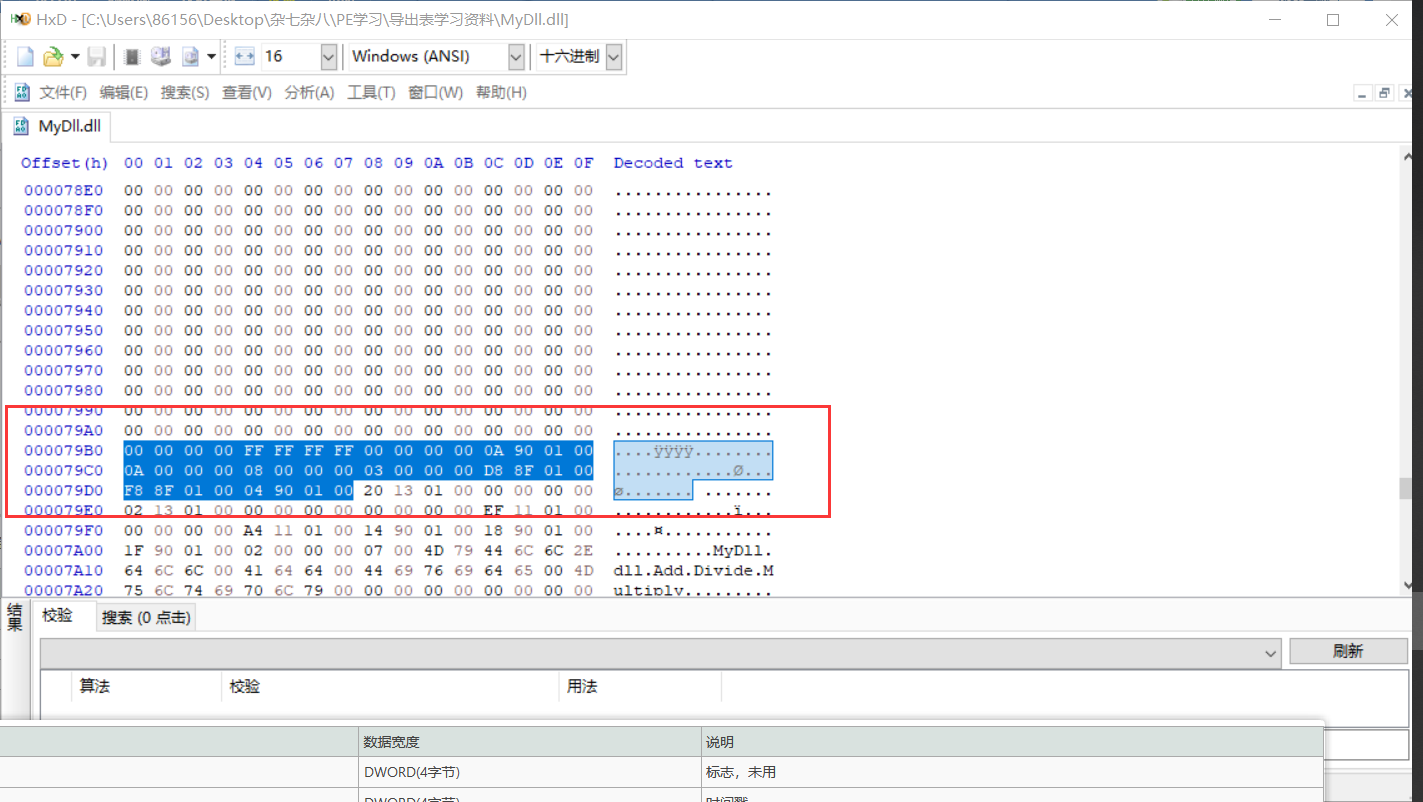 HxD - [C:\Users\86156\Desktop\杂七杂八\PE学习\导出表学习资料\MyDll.dll]
16 Windows (ANSI) 十六进制
文件(F) 编辑(E) 搜索(S) 查看(V) 分析(A) 工具(T) 窗口(W) 帮助(H)
MyDll.dll
Offset(h) 00 01 02 03 04 05 06 07 08 09 0A 0B 0C 0D 0E 0F Decoded text
000078E0 00 00 00 00 00 00 00 00 00 00 00 00 00 00 00 00 ................
000078F0 00 00 00 00 00 00 00 00 00 00 00 00 00 00 00 00 ................
00007900 00 00 00 00 00 00 00 00 00 00 00 00 00 00 00 00 ................
00007910 00 00 00 00 00 00 00 00 00 00 00 00 00 00 00 00 ................
00007920 00 00 00 00 00 00 00 00 00 00 00 00 00 00 00 00 ................
00007930 00 00 00 00 00 00 00 00 00 00 00 00 00 00 00 00 ................
00007940 00 00 00 00 00 00 00 00 00 00 00 00 00 00 00 00 ................
00007950 00 00 00 00 00 00 00 00 00 00 00 00 00 00 00 00 ................
00007960 00 00 00 00 00 00 00 00 00 00 00 00 00 00 00 00 ................
00007970 00 00 00 00 00 00 00 00 00 00 00 00 00 00 00 00 ................
00007980 00 00 00 00 00 00 00 00 00 00 00 00 00 00 00 00 ................
00007990 00 00 00 00 00 00 00 00 00 00 00 00 00 00 00 00 ................
000079A0 00 00 00 00 00 00 00 00 00 00 00 00 00 00 00 00 ................
000079B0 00 00 00 00 FF FF FF FF 00 00 00 00 0A 90 01 00 ....ÿÿÿÿ........
000079C0 0A 00 00 00 08 00 00 00 03 00 00 00 D8 8F 01 00 ............Ø...
000079D0 F8 8F 01 00 04 90 01 00 20 13 01 00 00 00 00 00 ø....... .......
000079E0 02 13 01 00 00 00 00 00 00 00 00 00 EF 11 01 00 ............ï...
000079F0 00 00 00 00 A4 11 01 00 14 90 01 00 18 90 01 00 ....¤...........
00007A00 1F 90 01 00 02 00 00 00 07 00 4D 79 44 6C 6C 2E ..........MyDll.
00007A10 64 6C 6C 00 41 64 64 00 44 69 76 69 64 65 00 4D dll.Add.Divide.M
00007A20 75 6C 74 69 70 6C 79 00 00 00 00 00 00 00 00 00 ultiply.........
结果
校验 搜索 (0 点击)
刷新
算法 校验 用法
数据宽度 说明
DWORD(4字节) 标志，未用
DWORD(4字节) 时间戳